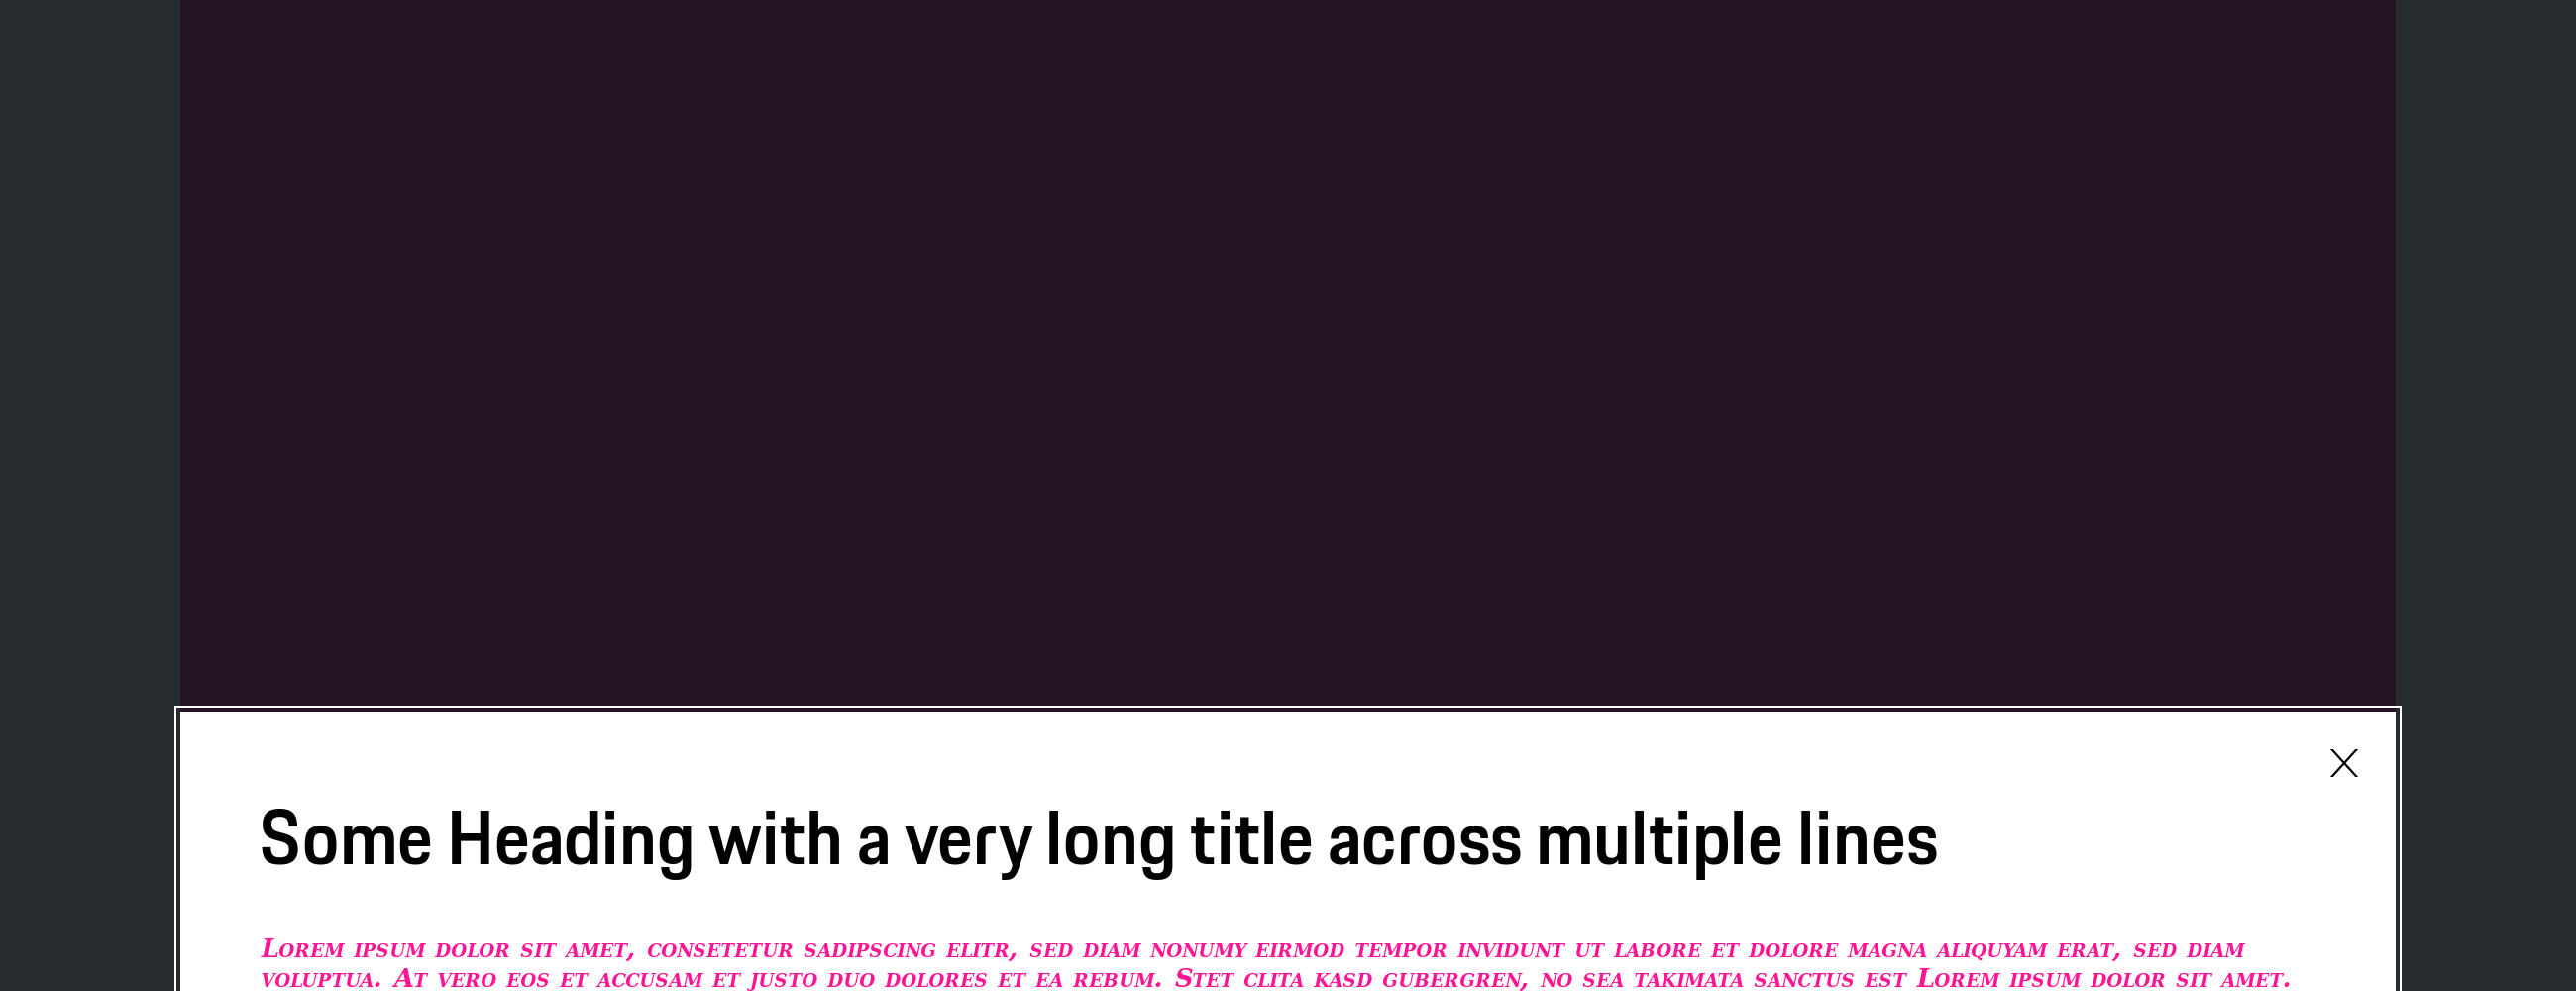 Some Heading with a very long title across multiple lines
Lorem ipsum dolor sit amet, consetetur sadipscing elitr, sed diam nonumy eirmod tempor invidunt ut labore et dolore magna aliquyam erat, sed diam
voluptua. At vero eos et accusam et justo duo dolores et ea rebum. Stet clita kasd gubergren, no sea takimata sanctus est Lorem ipsum dolor sit amet.